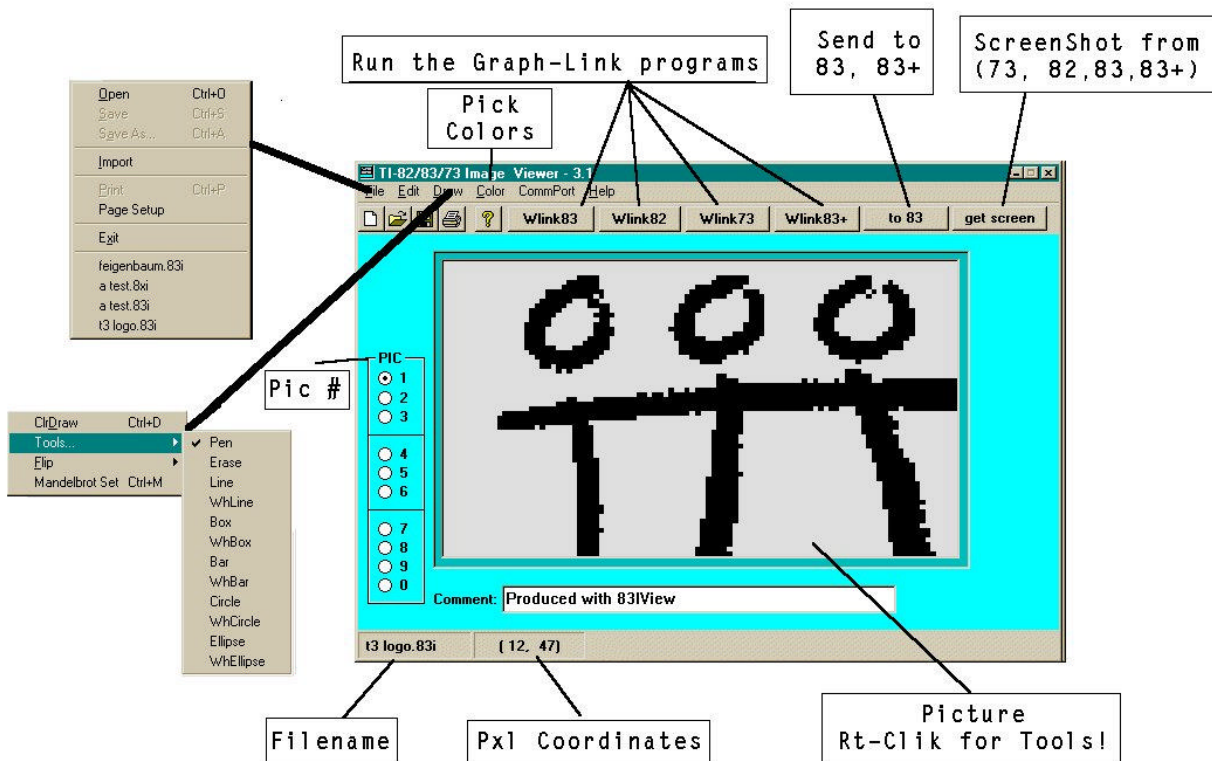 Run the Graph-Link programs
Send to
83, 83+
ScreenShot from
(73, 82,83,83+)
Pick
Colors
Open Ctrl+O
Save Ctrl+S
Save As... Ctrl+A
Import
Print Ctrl+P
Page Setup
Exit
feigenbaum.83i
a test.8xi
a test.83i
t3 logo.83i
TI-82/83/73 Image Viewer - 3.1
File Edit Draw Color CommPort Help
Wlink83 Wlink82 Wlink73 Wlink83+ to 83 get screen
Pic #
PIC
1
2
3
4
5
6
7
8
9
0
ClrDraw Ctrl+D
Tools...
Flip
Mandelbrot Set Ctrl+M
Pen
Erase
Line
WhLine
Box
WhBox
Bar
WhBar
Circle
WhCircle
Ellipse
WhEllipse
Comment: Produced with 83IView
t3 logo.83i ( 12, 47)
Filename
Pxl Coordinates
Picture
Rt-Clik for Tools!